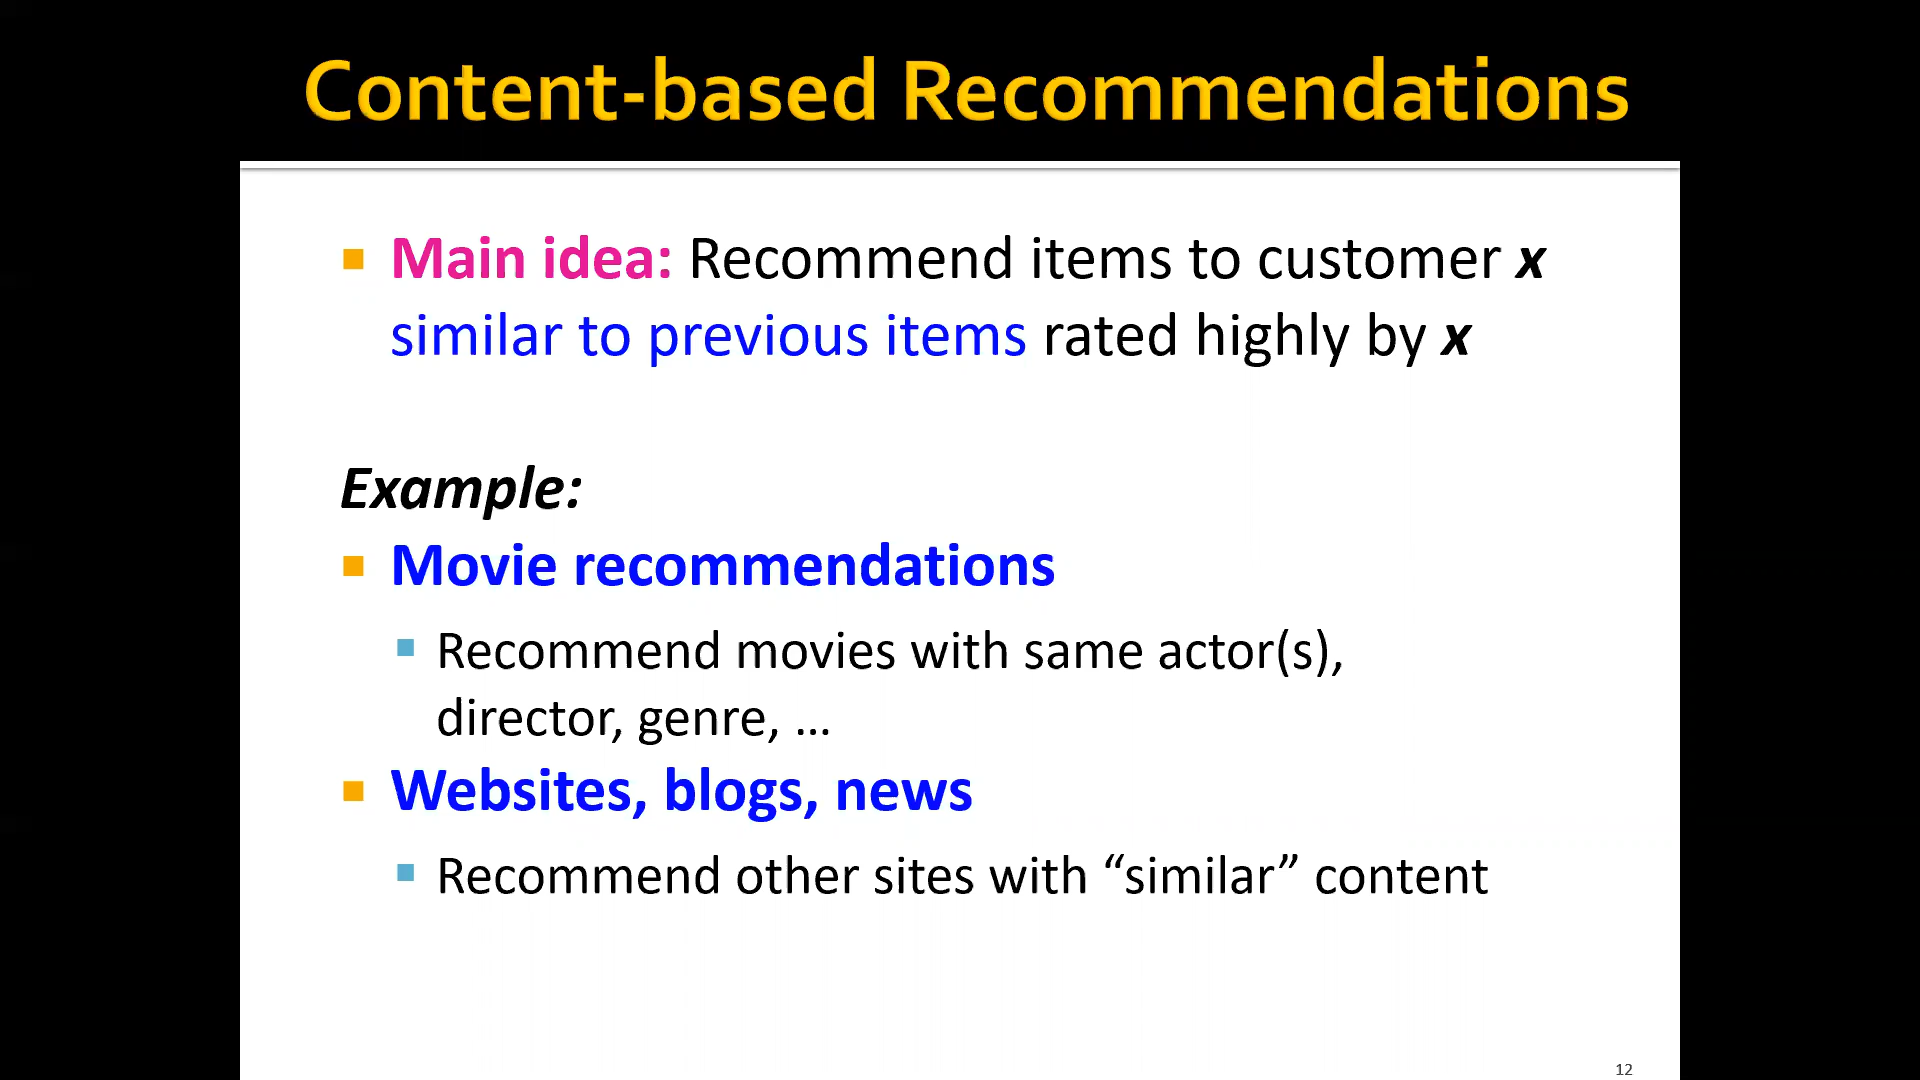 Content-based Recommendations
Main idea: Recommend items to customer x
similar to previous items rated highly by x
Example:
Movie recommendations
Recommend movies with same actor(s),
director, genre, …
Websites, blogs, news
Recommend other sites with “similar” content
12